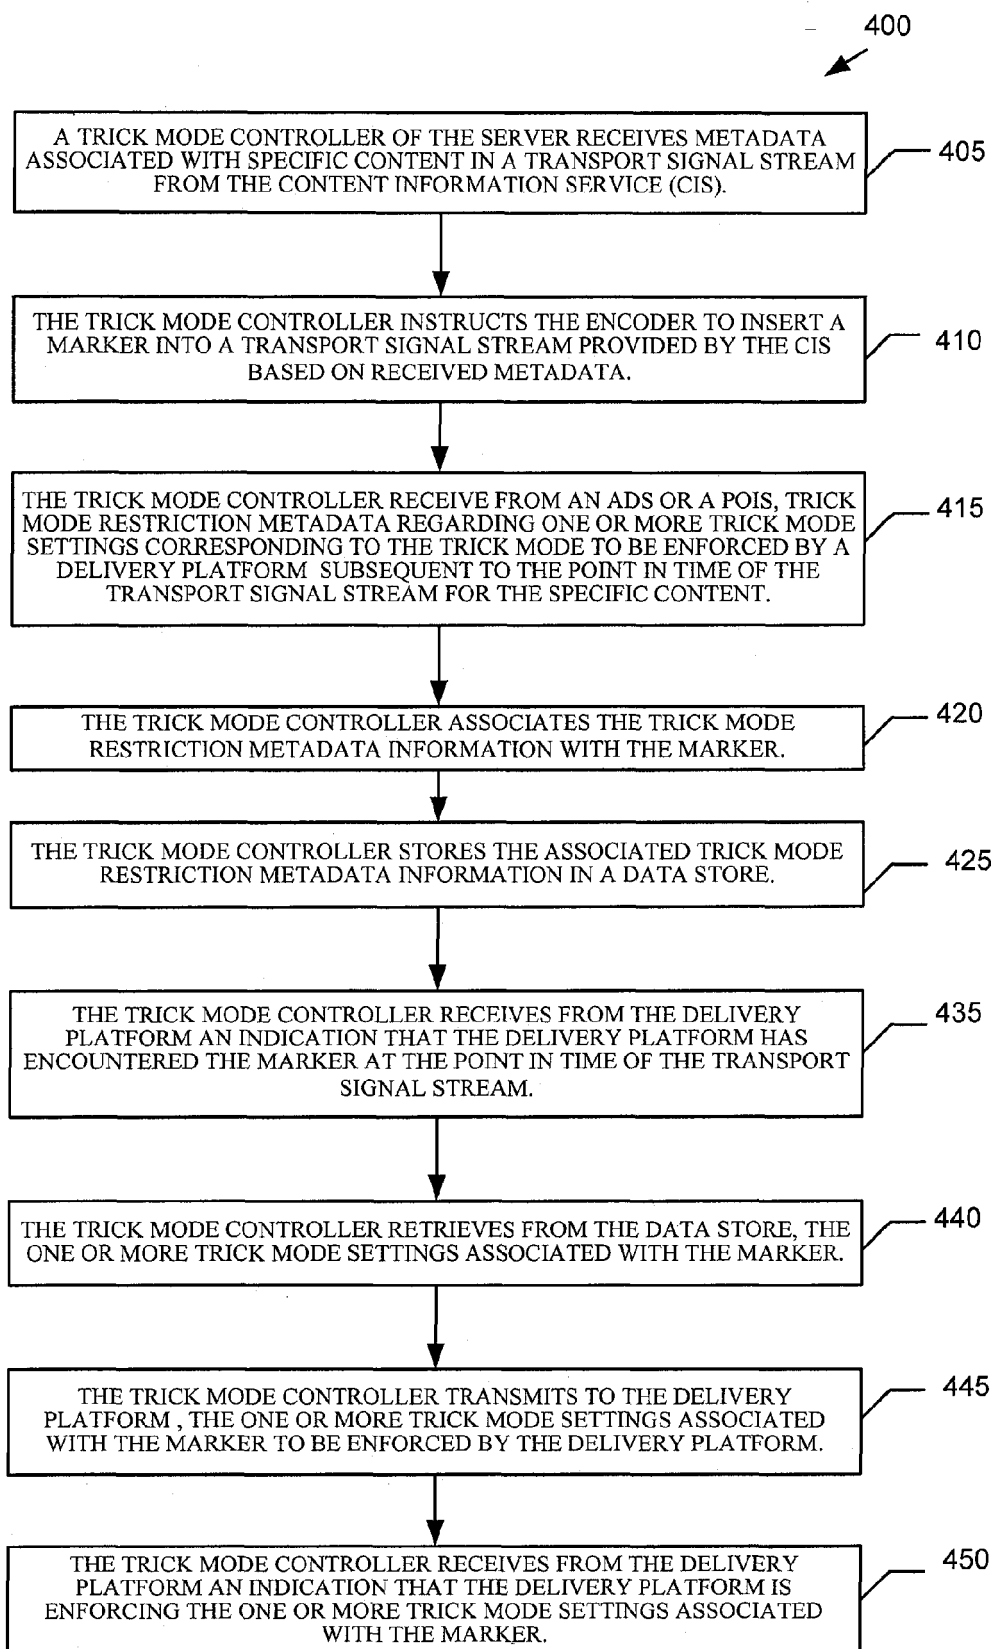 400
A TRICK MODE CONTROLLER OF THE SERVER RECEIVES METADATA
ASSOCIATED WITH SPECIFIC CONTENT IN A TRANSPORT SIGNAL STREAM
FROM THE CONTENT INFORMATION SERVICE (CIS).
405
THE TRICK MODE CONTROLLER INSTRUCTS THE ENCODER TO INSERT A
MARKER INTO A TRANSPORT SIGNAL STREAM PROVIDED BY THE CIS
BASED ON RECEIVED METADATA.
410
THE TRICK MODE CONTROLLER RECEIVE FROM AN ADS OR A POIS, TRICK
MODE RESTRICTION METADATA REGARDING ONE OR MORE TRICK MODE
SETTINGS CORRESPONDING TO THE TRICK MODE TO BE ENFORCED BY A
DELIVERY PLATFORM SUBSEQUENT TO THE POINT IN TIME OF THE
TRANSPORT SIGNAL STREAM FOR THE SPECIFIC CONTENT.
415
THE TRICK MODE CONTROLLER ASSOCIATES THE TRICK MODE
RESTRICTION METADATA INFORMATION WITH THE MARKER.
420
THE TRICK MODE CONTROLLER STORES THE ASSOCIATED TRICK MODE
RESTRICTION METADATA INFORMATION IN A DATA STORE.
425
THE TRICK MODE CONTROLLER RECEIVES FROM THE DELIVERY
PLATFORM AN INDICATION THAT THE DELIVERY PLATFORM HAS
ENCOUNTERED THE MARKER AT THE POINT IN TIME OF THE TRANSPORT
SIGNAL STREAM.
435
THE TRICK MODE CONTROLLER RETRIEVES FROM THE DATA STORE, THE
ONE OR MORE TRICK MODE SETTINGS ASSOCIATED WITH THE MARKER.
440
THE TRICK MODE CONTROLLER TRANSMITS TO THE DELIVERY
PLATFORM , THE ONE OR MORE TRICK MODE SETTINGS ASSOCIATED
WITH THE MARKER TO BE ENFORCED BY THE DELIVERY PLATFORM.
445
THE TRICK MODE CONTROLLER RECEIVES FROM THE DELIVERY
PLATFORM AN INDICATION THAT THE DELIVERY PLATFORM IS
ENFORCING THE ONE OR MORE TRICK MODE SETTINGS ASSOCIATED
WITH THE MARKER.
450